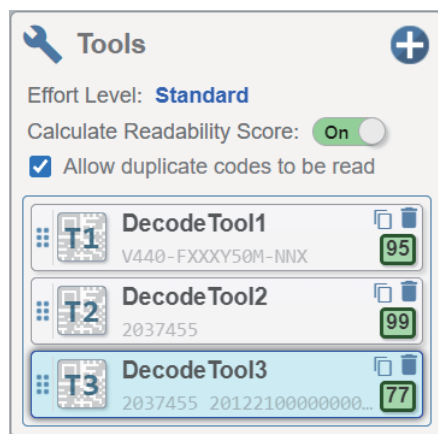 Tools
Effort Level: Standard
Calculate Readability Score: On
Allow duplicate codes to be read
T1 DecodeTool1 95
V440-FXXXY50M-NNX
T2 DecodeTool2 99
2037455
T3 DecodeTool3 77
2037455 20122100000000...